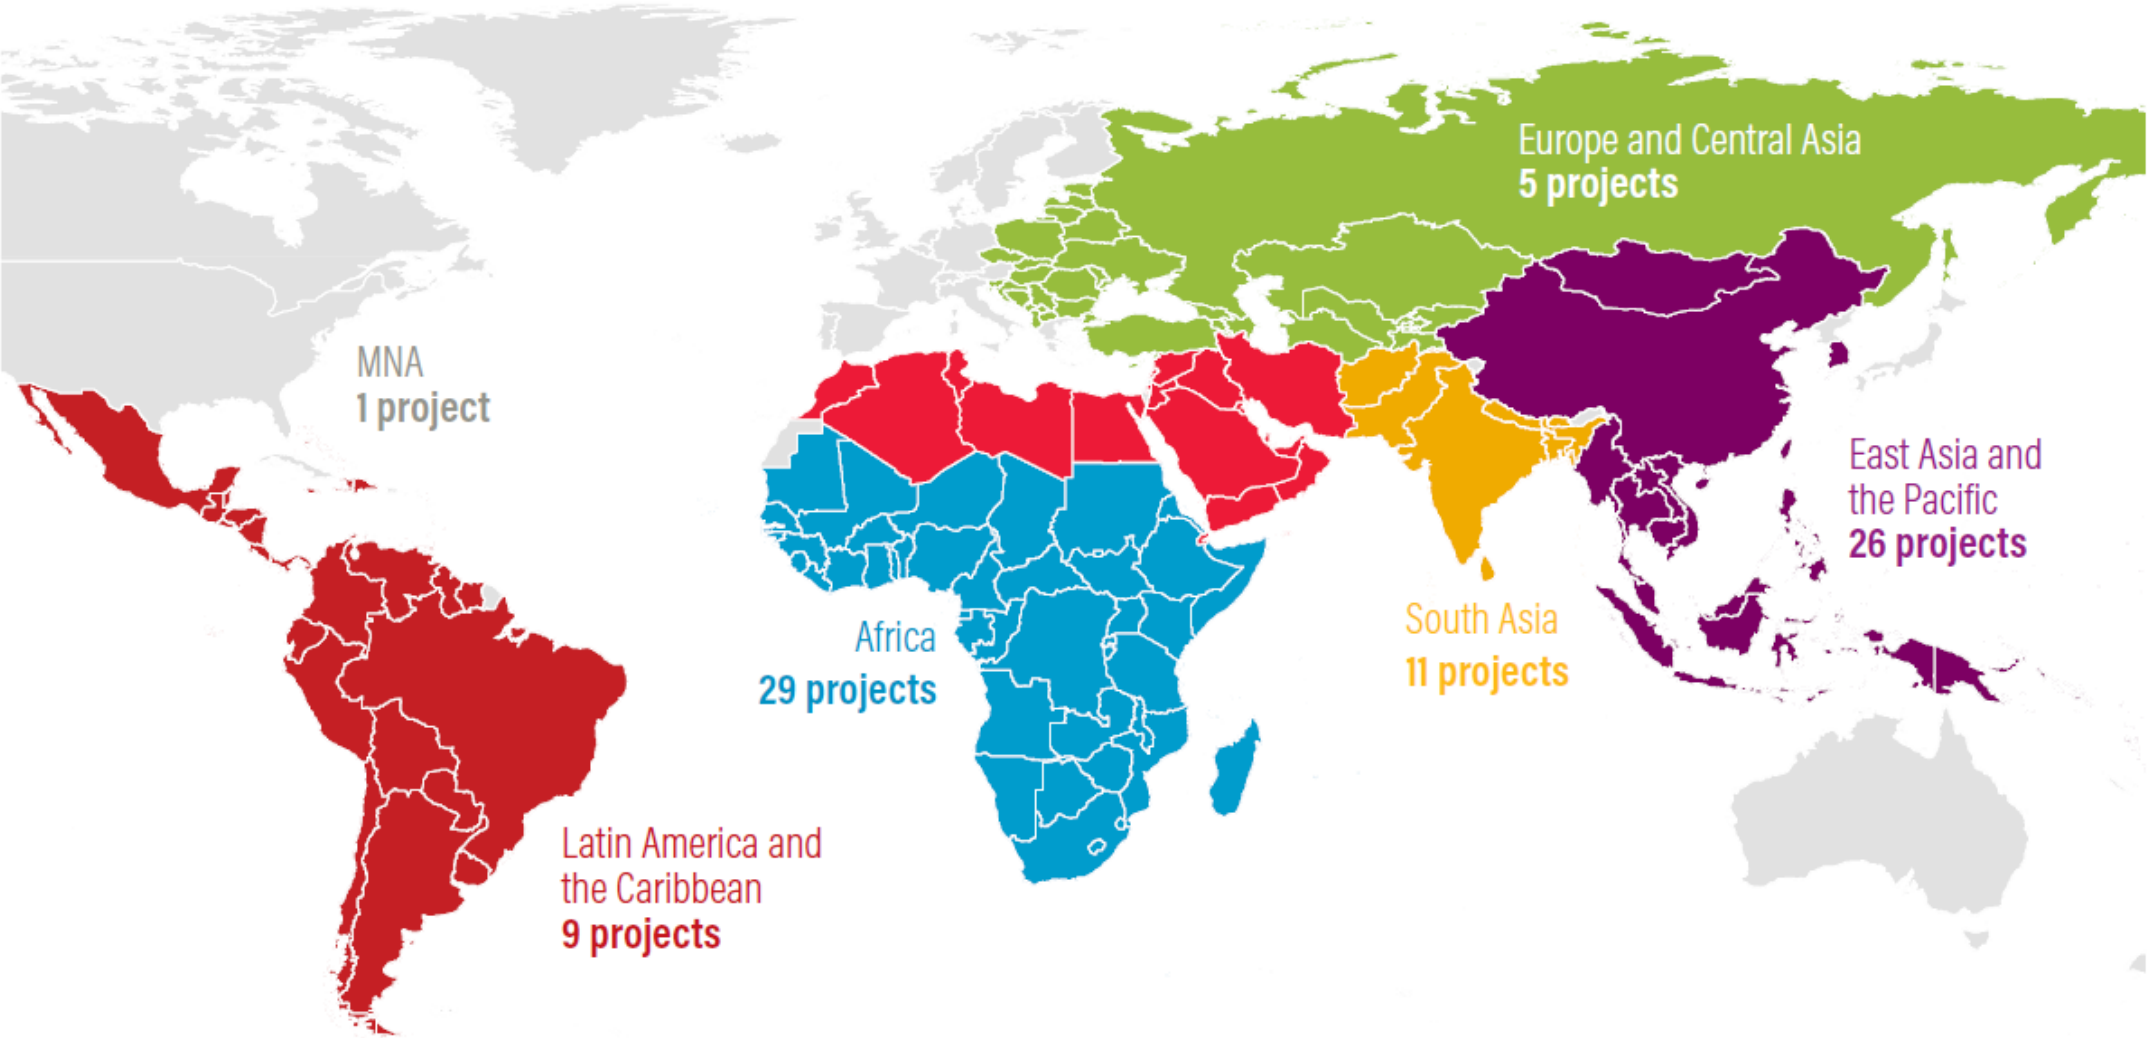 Europe and Central Asia
5 projects
MNA
1 project
East Asia and
the Pacific
26 projects
South Asia
11 projects
Africa
29 projects
Latin America and
the Caribbean
9 projects